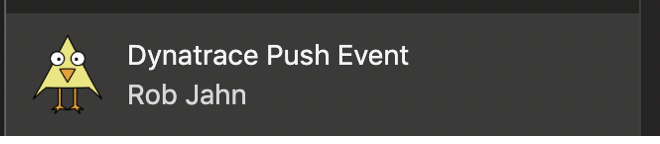 Dynatrace Push Event
Rob Jahn